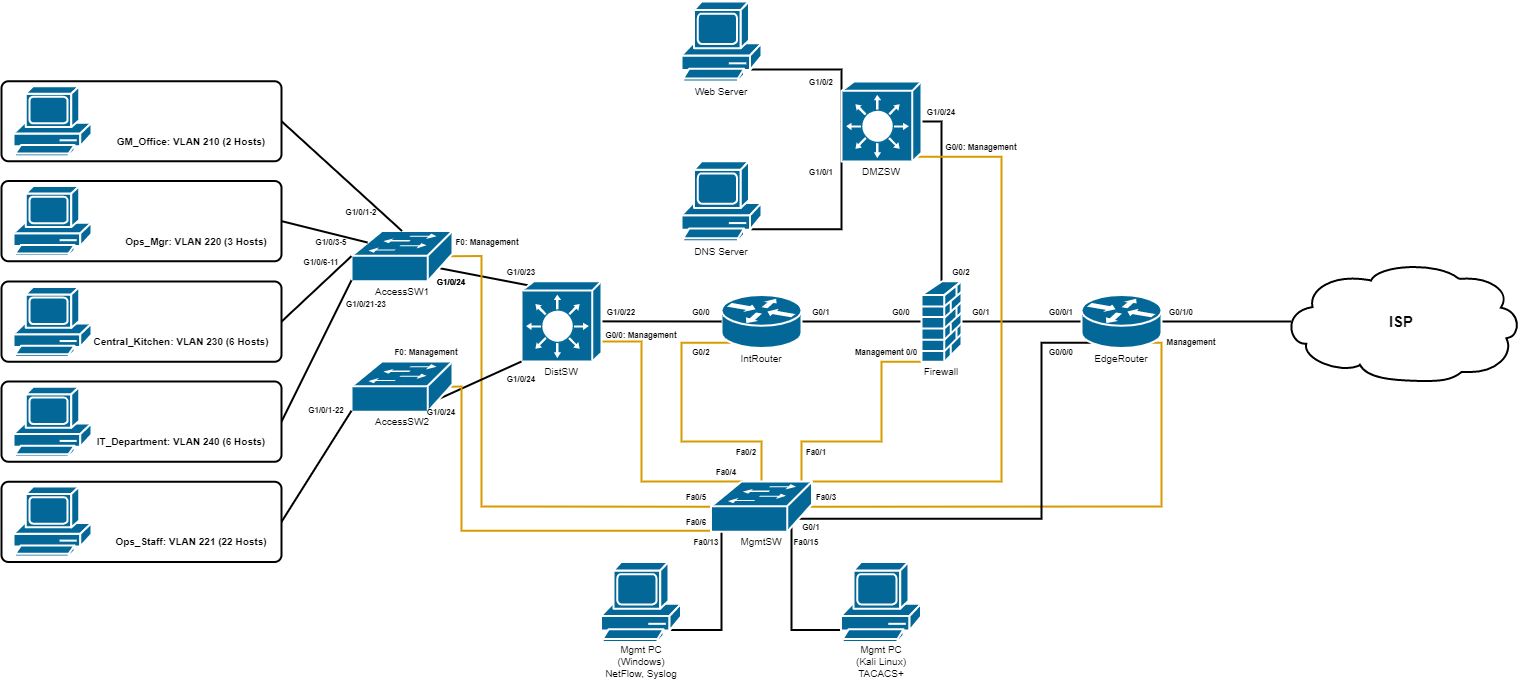 Web Server
G1/0/2
G1/0/24
G0/0: Management
DMZSW
G1/0/1
DNS Server
GM_Office: VLAN 210 (2 Hosts)
G1/0/1-2
Ops_Mgr: VLAN 220 (3 Hosts)
G1/0/3-5
G1/0/6-11
F0: Management
AccessSW1
G1/0/24
G1/0/21-23
G1/0/23
Central_Kitchen: VLAN 230 (6 Hosts)
G1/0/22
G0/0: Management
DistSW
G1/0/24
F0: Management
IT_Department: VLAN 240 (6 Hosts)
G1/0/1-22
G1/0/24
AccessSW2
Ops_Staff: VLAN 221 (22 Hosts)
G0/0
G0/1
G0/2
IntRouter
G0/2
G0/0
G0/1
Management 0/0
Firewall
G0/0/1
G0/1/0
G0/0/0
Management
EdgeRouter
ISP
Fa0/2
Fa0/1
Fa0/4
Fa0/5
Fa0/3
Fa0/6
G0/1
Fa0/13
MgmtSW
Fa0/15
Mgmt PC
(Windows)
NetFlow, Syslog
Mgmt PC
(Kali Linux)
TACACS+